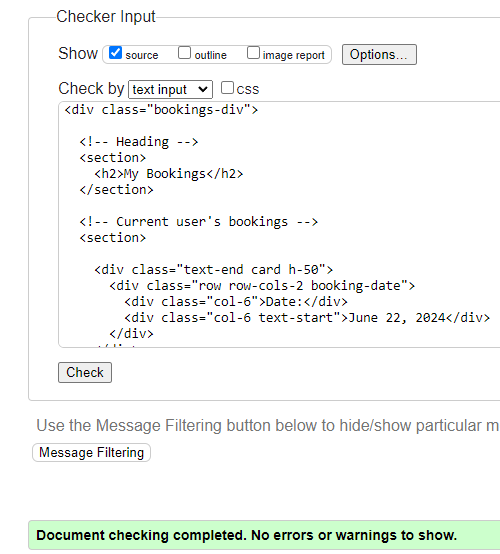 Checker Input
Show source outline image report Options...
Check by text input css
<div class="bookings-div">
<!-- Heading -->
<section>
<h2>My Bookings</h2>
</section>
<!-- Current user's bookings -->
<section>
<div class="text-end card h-50">
<div class="row row-cols-2 booking-date">
<div class="col-6">Date:</div>
<div class="col-6 text-start">June 22, 2024</div>
</div>
Check
Use the Message Filtering button below to hide/show particular m
Message Filtering
Document checking completed. No errors or warnings to show.